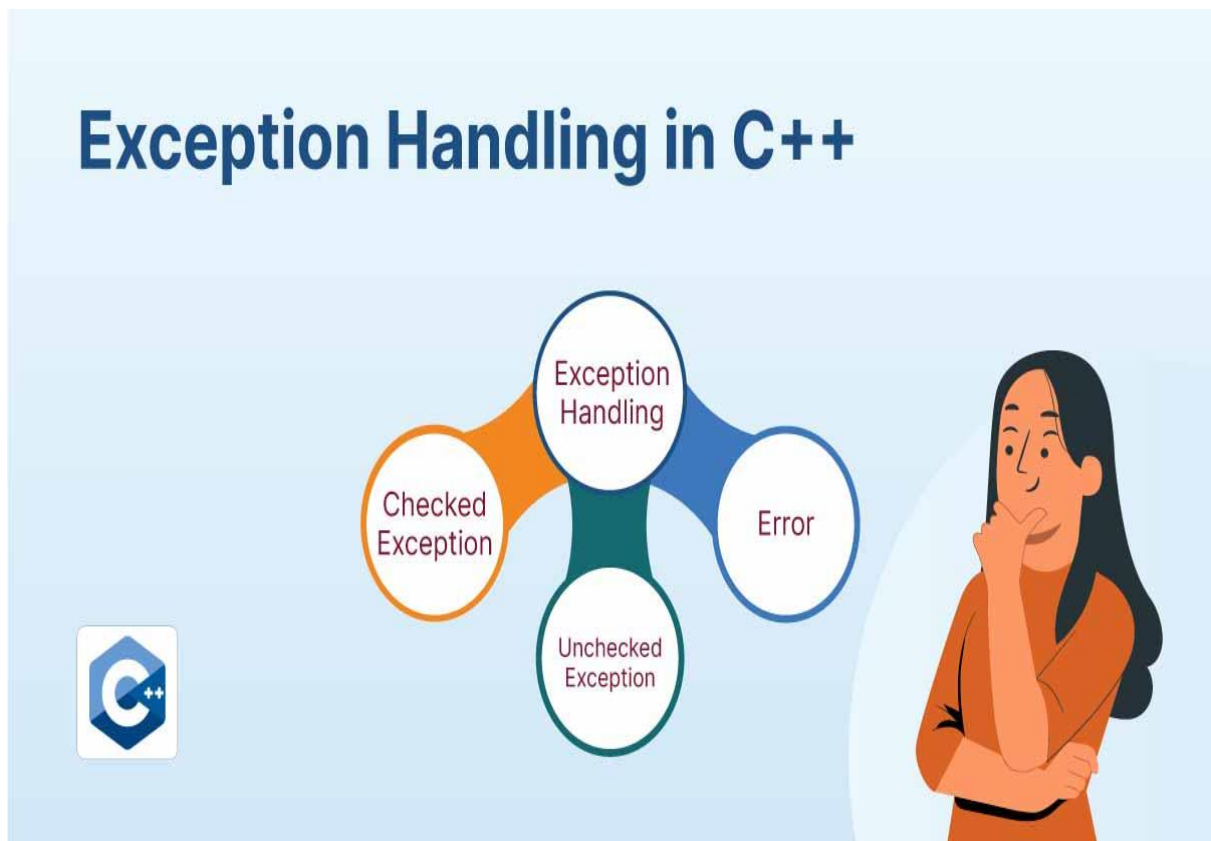 Exception Handling in C++
Exception
Handling
Checked
Exception
Error
Unchecked
Exception
C++